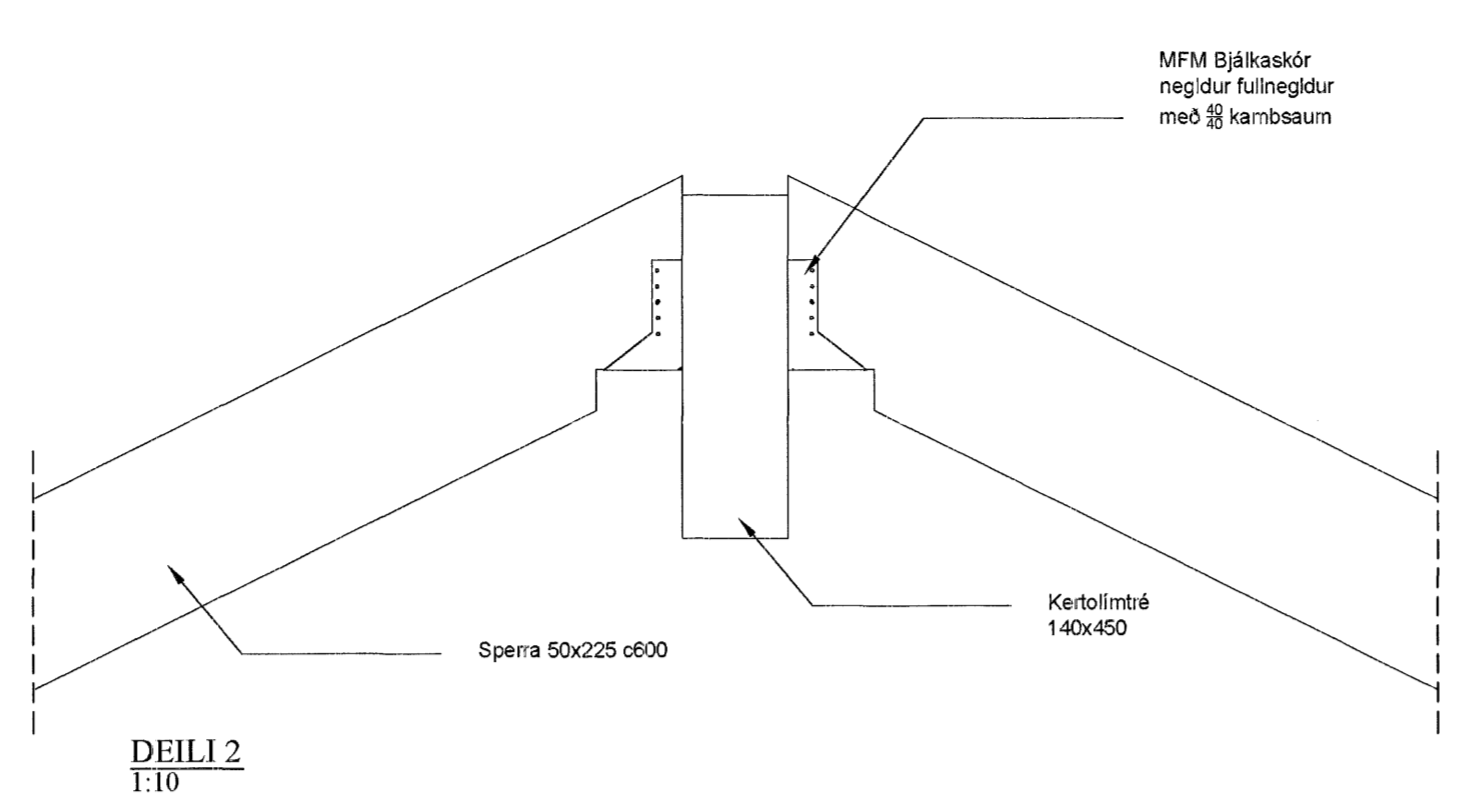 MFM Bjálkaskór
negldur fullnegldur
með 40/40 kambsaum
Kertolímtré
140x450
Sperra 50x225 c600
DEILI 2
1:10